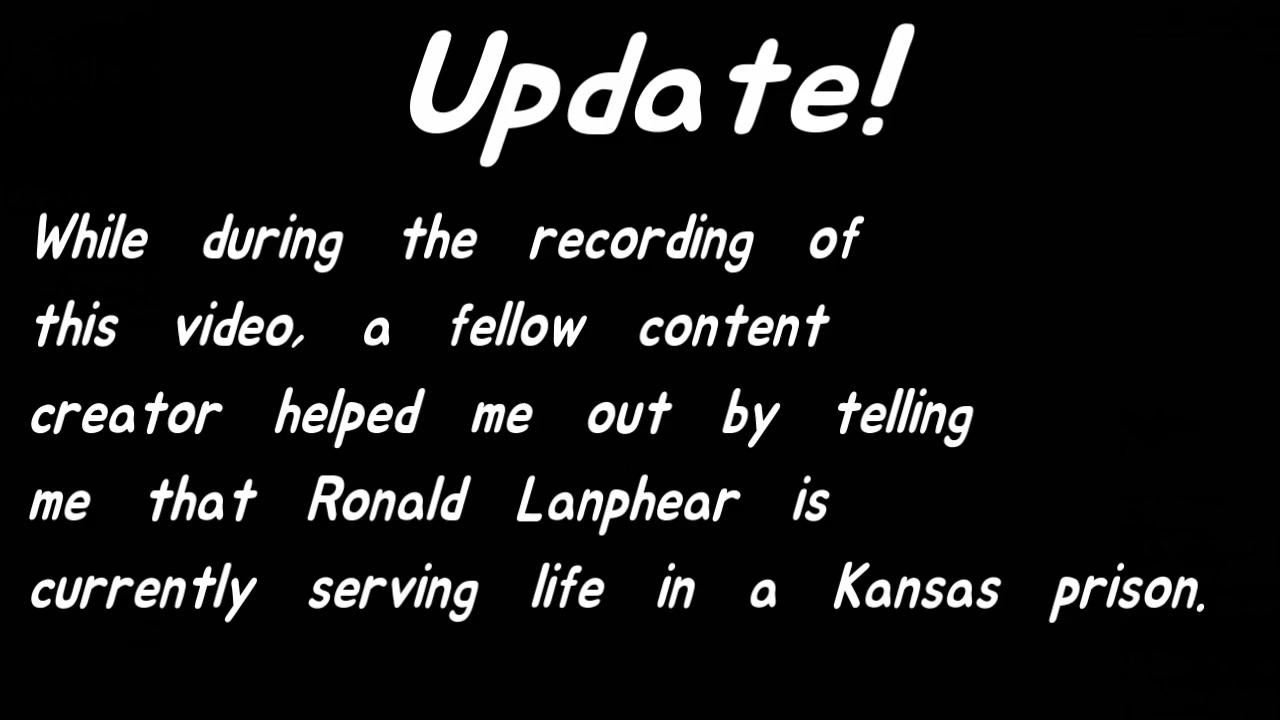 Update!
While during the recording of
this video, a fellow content
creator helped me out by telling
me that Ronald Lanphear is
currently serving life in a Kansas prison.